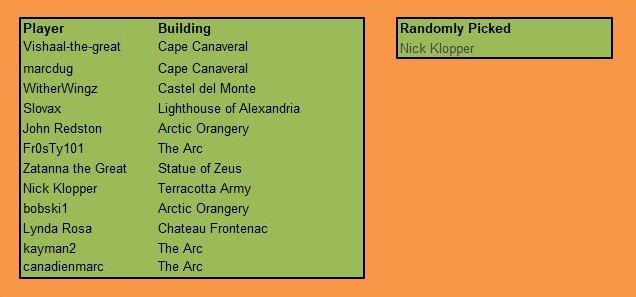 Player Building
Vishaal-the-great Cape Canaveral
marcdug Cape Canaveral
WitherWingz Castel del Monte
Slovax Lighthouse of Alexandria
John Redston Arctic Orangery
Fr0sTy101 The Arc
Zatanna the Great Statue of Zeus
Nick Klopper Terracotta Army
bobski1 Arctic Orangery
Lynda Rosa Chateau Frontenac
kayman2 The Arc
canadienmarc The Arc
Randomly Picked
Nick Klopper